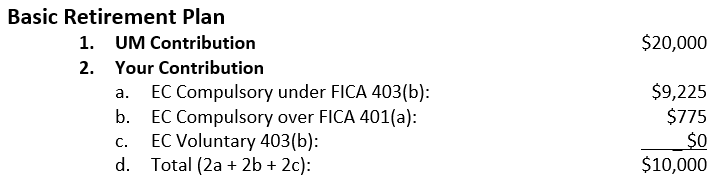 Basic Retirement Plan
1. UM Contribution $20,000
2. Your Contribution
a. EC Compulsory under FICA 403(b): $9,225
b. EC Compulsory over FICA 401(a): $775
c. EC Voluntary 403(b): $0
d. Total (2a + 2b + 2c): $10,000